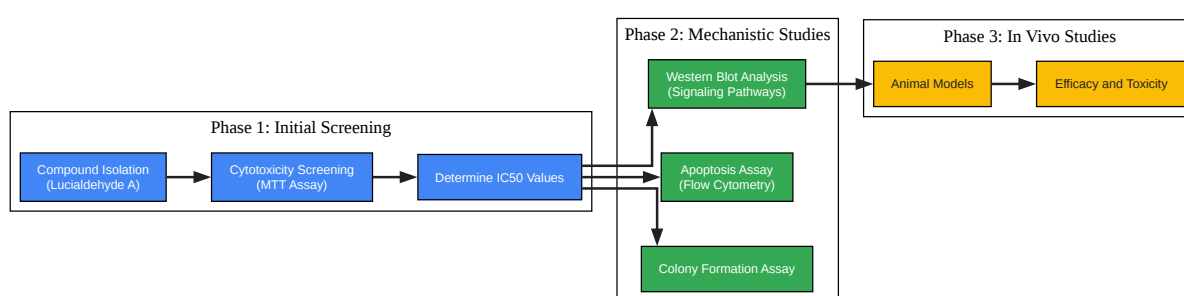 Phase 1: Initial Screening
Compound Isolation
(Lucialdehyde A)
Cytotoxicity Screening
(MTT Assay)
Determine IC50 Values
Phase 2: Mechanistic Studies
Western Blot Analysis
(Signaling Pathways)
Apoptosis Assay
(Flow Cytometry)
Colony Formation Assay
Phase 3: In Vivo Studies
Animal Models
Efficacy and Toxicity